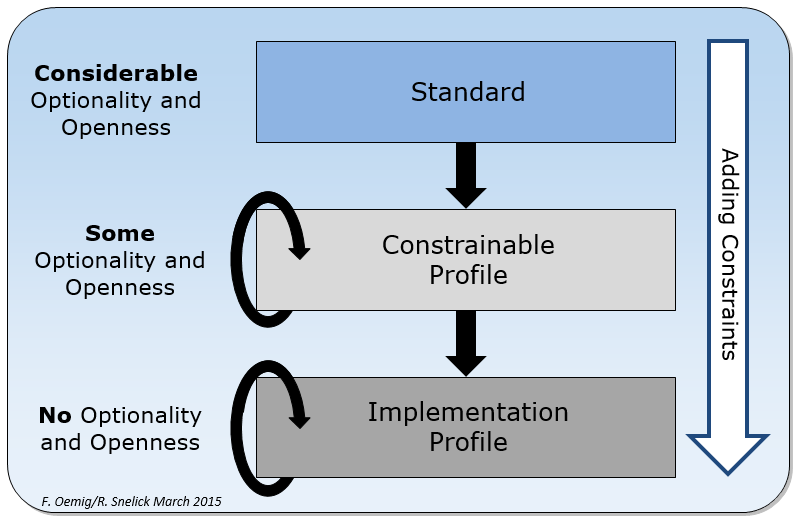 Considerable
Optionality and
Openness
Standard
Some
Optionality and
Openness
Constrainable
Profile
No Optionality
and Openness
Implementation
Profile
Adding Constraints
F. Oemig/R. Snelick March 2015